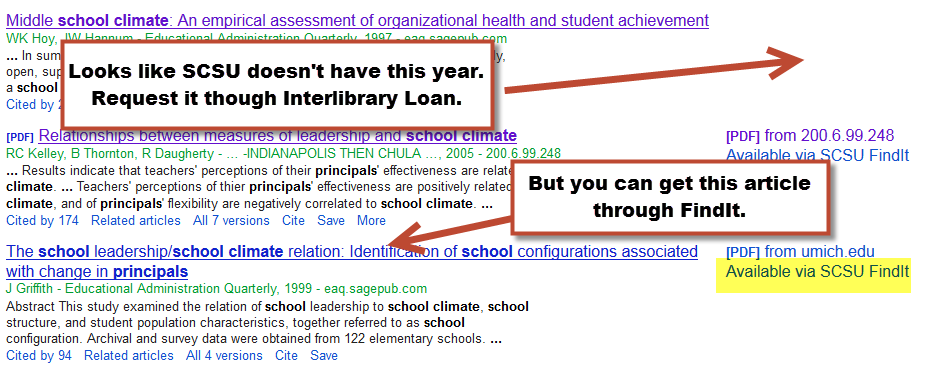 Middle school climate: An empirical assessment of organizational health and student achievement
WK Hoy, JW Hannum - Educational Administration Quarterly, 1997 - eaq.sagepub.com
... In sum
open, sup
a school
Cited by 2
Looks like SCSU doesn't have this year.
Request it though Interlibrary Loan.
[PDF] Relationships between measures of leadership and school climate
RC Kelley, B Thornton, R Daugherty - ... -INDIANAPOLIS THEN CHULA ..., 2005 - 200.6.99.248
... Results indicate that teachers' perceptions of their principals' effectiveness are relate
climate. ... Teachers' perceptions of thier principals' effectiveness are positively related
climate, and of principals' flexibility are negatively correlated to school climate. ...
Cited by 174 Related articles All 7 versions Cite Save More
[PDF] from 200.6.99.248
Available via SCSU FindIt
But you can get this article
through FindIt.
The school leadership/school climate relation: Identification of school configurations associated
with change in principals
J Griffith - Educational Administration Quarterly, 1999 - eaq.sagepub.com
Abstract This study examined the relation of school leadership to school climate, school
structure, and student population characteristics, together referred to as school
configuration. Archival and survey data were obtained from 122 elementary schools. ...
Cited by 94 Related articles All 4 versions Cite Save
[PDF] from umich.edu
Available via SCSU FindIt